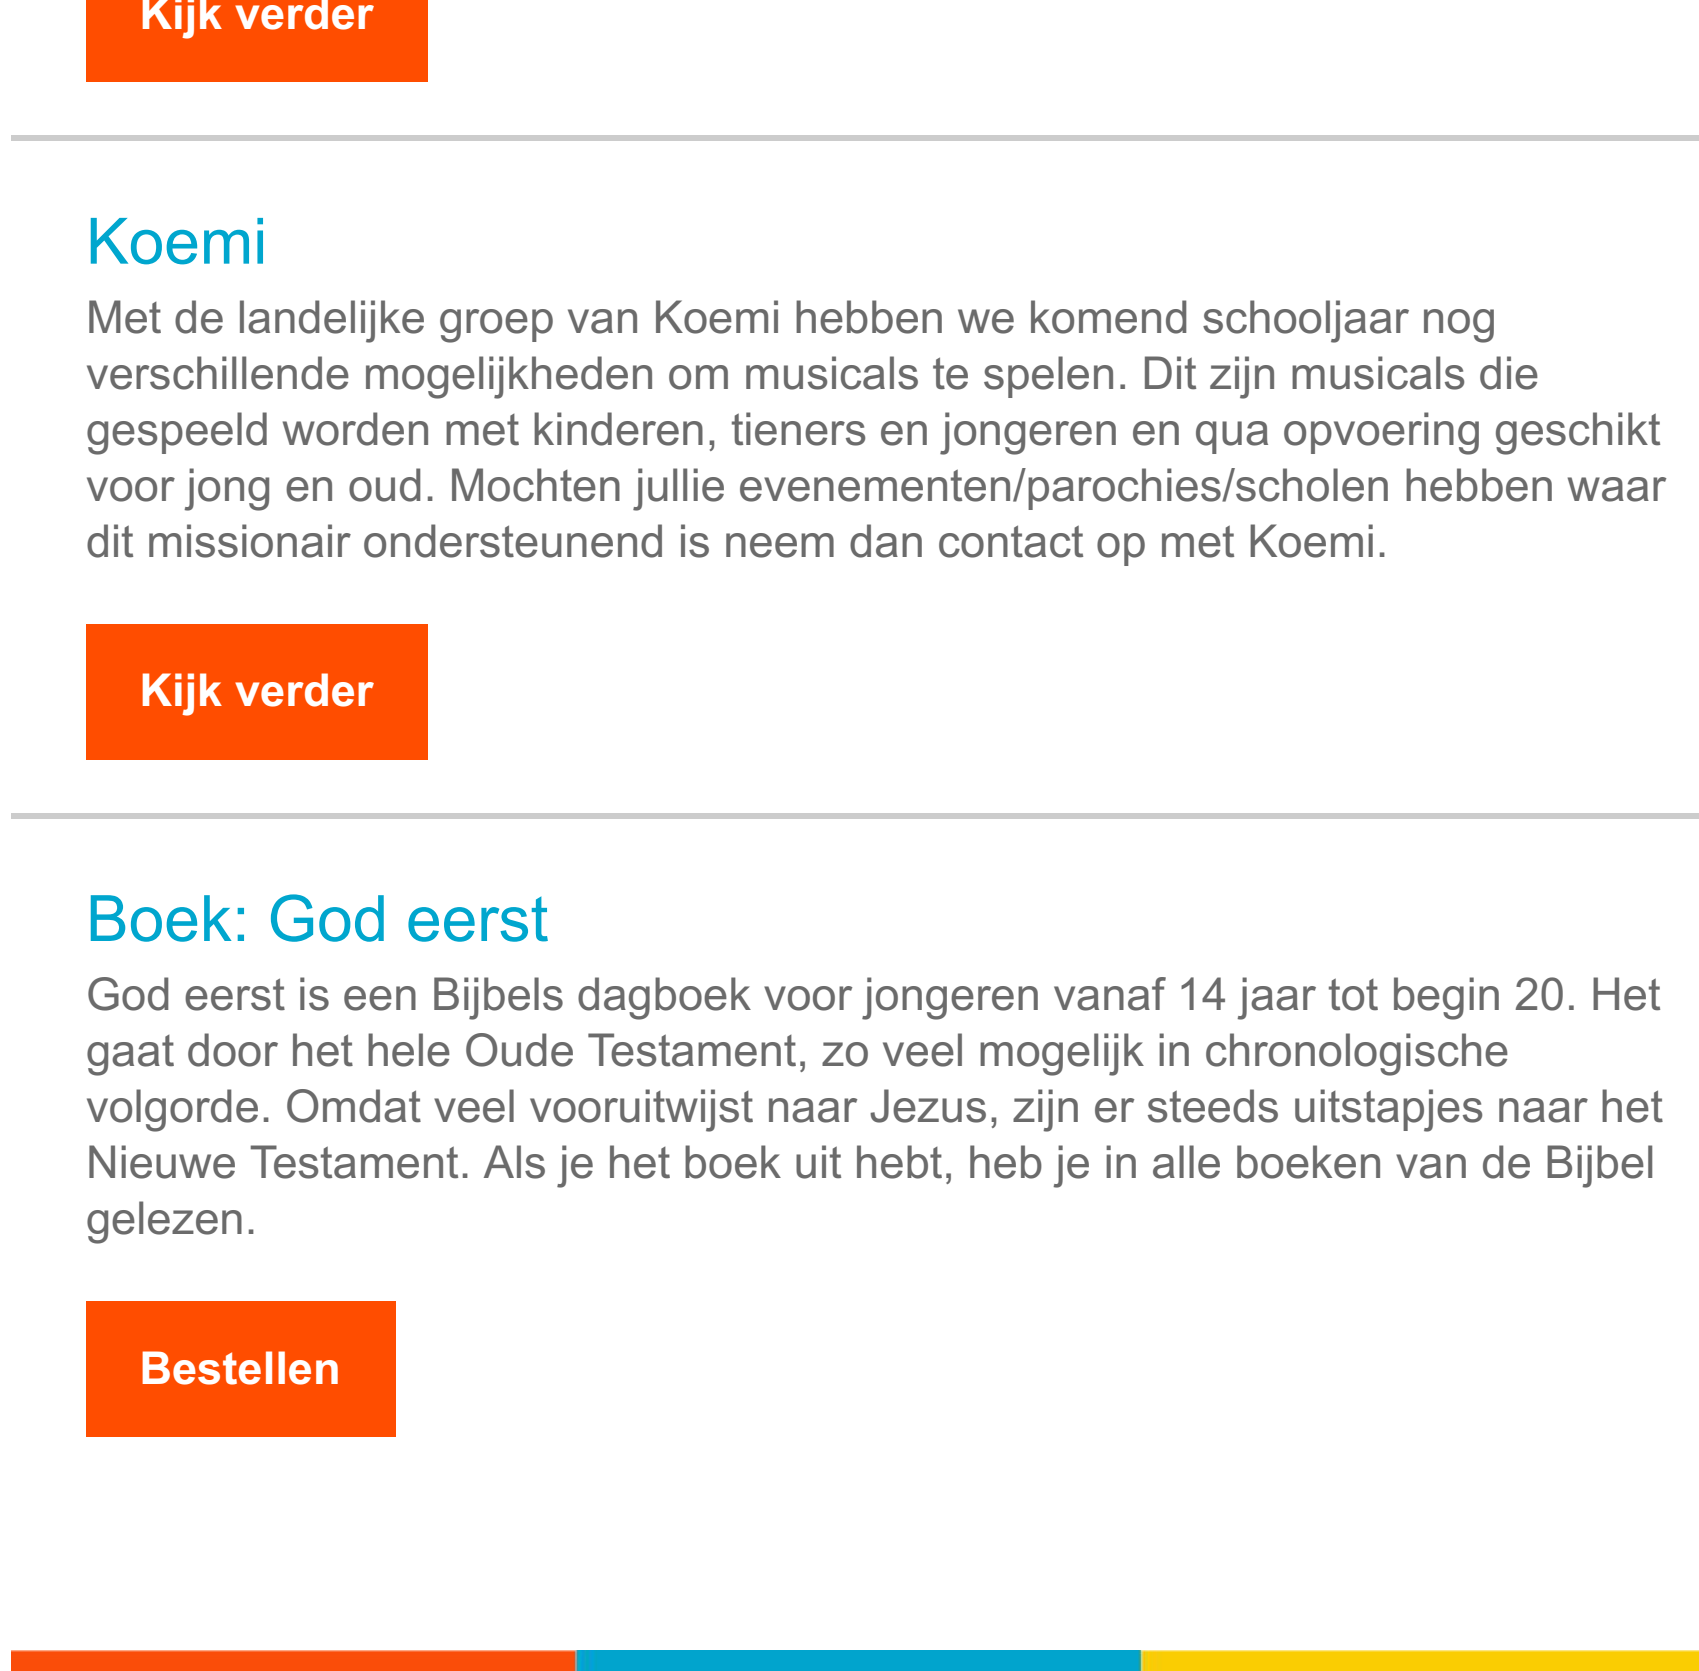 Kijk verder
Koemi
Met de landelijke groep van Koemi hebben we komend schooljaar nog
verschillende mogelijkheden om musicals te spelen. Dit zijn musicals die
gespeeld worden met kinderen, tieners en jongeren en qua opvoering geschikt
voor jong en oud. Mochten jullie evenementen/parochies/scholen hebben waar
dit missionair ondersteunend is neem dan contact op met Koemi.
Kijk verder
Boek: God eerst
God eerst is een Bijbels dagboek voor jongeren vanaf 14 jaar tot begin 20. Het
gaat door het hele Oude Testament, zo veel mogelijk in chronologische
volgorde. Omdat veel vooruitwijst naar Jezus, zijn er steeds uitstapjes naar het
Nieuwe Testament. Als je het boek uit hebt, heb je in alle boeken van de Bijbel
gelezen.
Bestellen